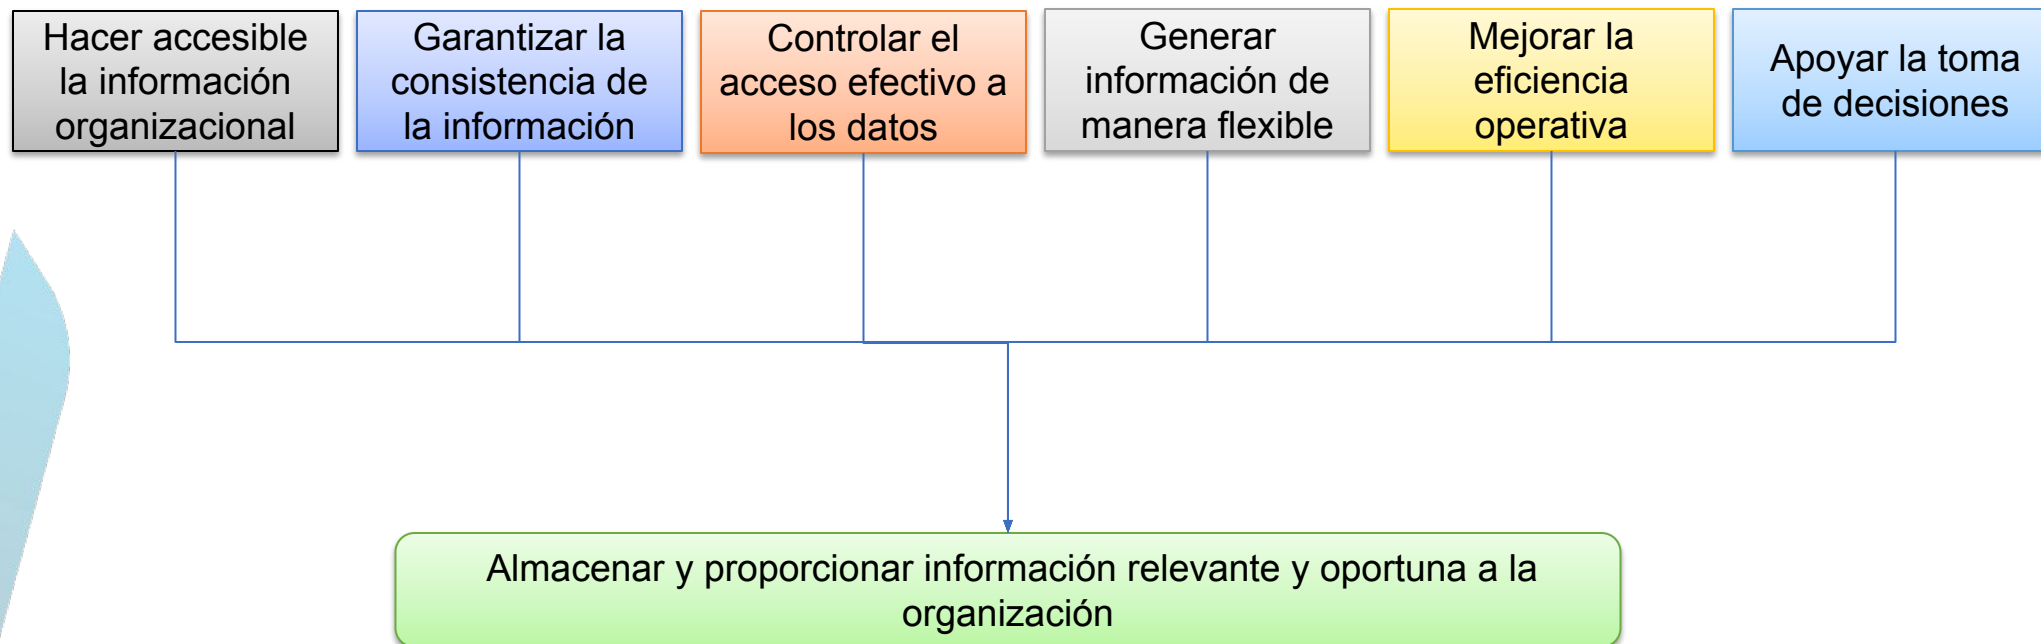 Hacer accesible
la información
organizacional
Garantizar la
consistencia de
la información
Controlar el
acceso efectivo a
los datos
Generar
información de
manera flexible
Mejorar la
eficiencia
operativa
Apoyar la toma
de decisiones
Almacenar y proporcionar información relevante y oportuna a la
organización